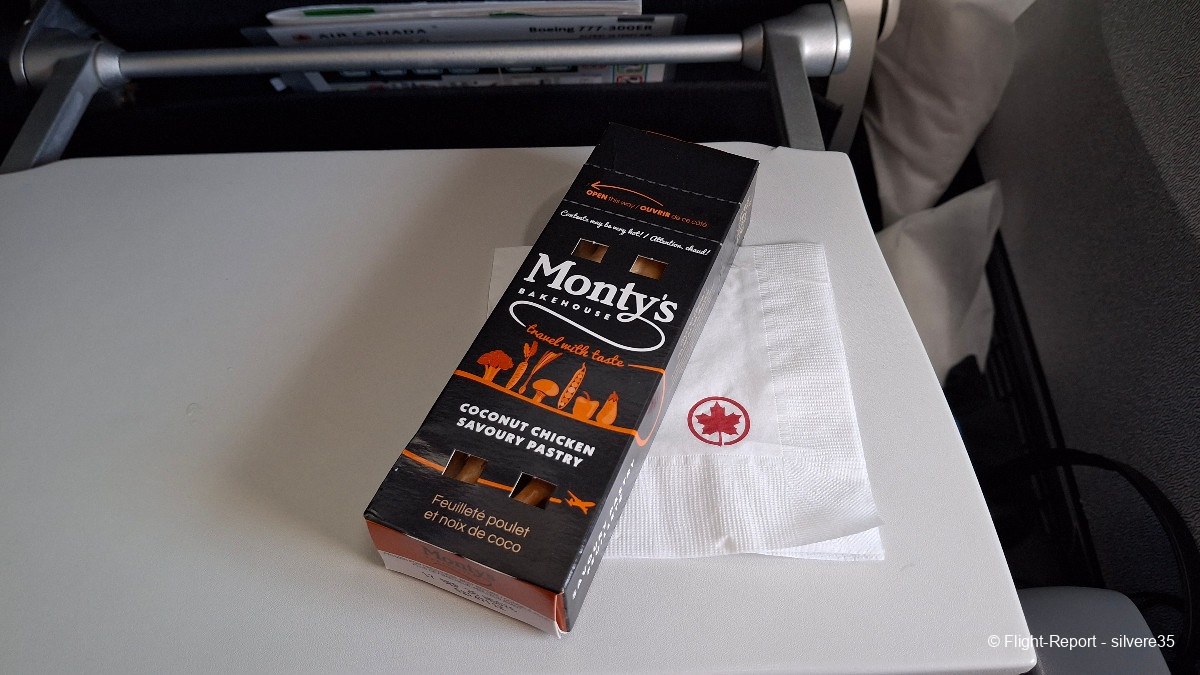 AIR CANADA
Boeing 777-300ER
OPEN this way / OUVRIR de ce côté
Contents may be very hot! / Attention, chaud!
Monty's
BAKEHOUSE
travel with taste
COCONUT CHICKEN
SAVOURY PASTRY
Feuilleté poulet
et noix de coco
Monty's
© Flight-Report - silvere35